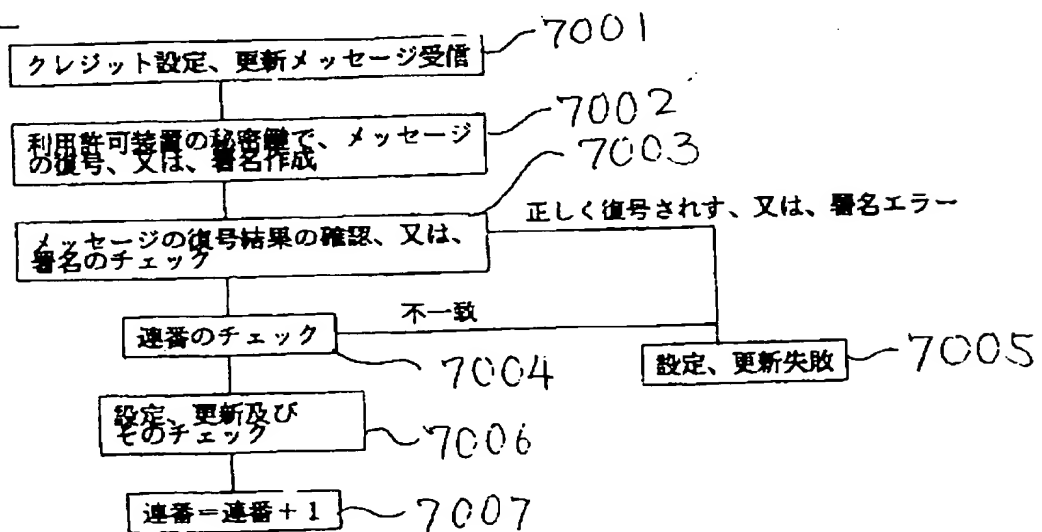 クレジット設定、更新メッセージ受信
7001
利用許可装置の秘密鍵で、メッセージ
の復号、又は、署名作成
7002
メッセージの復号結果の確認、又は、
署名のチェック
7003
正しく復号されす、又は、署名エラー
連番のチェック
7004
不一致
設定、更新失敗
7005
設定、更新及び
そのチェック
7006
連番=連番+1
7007